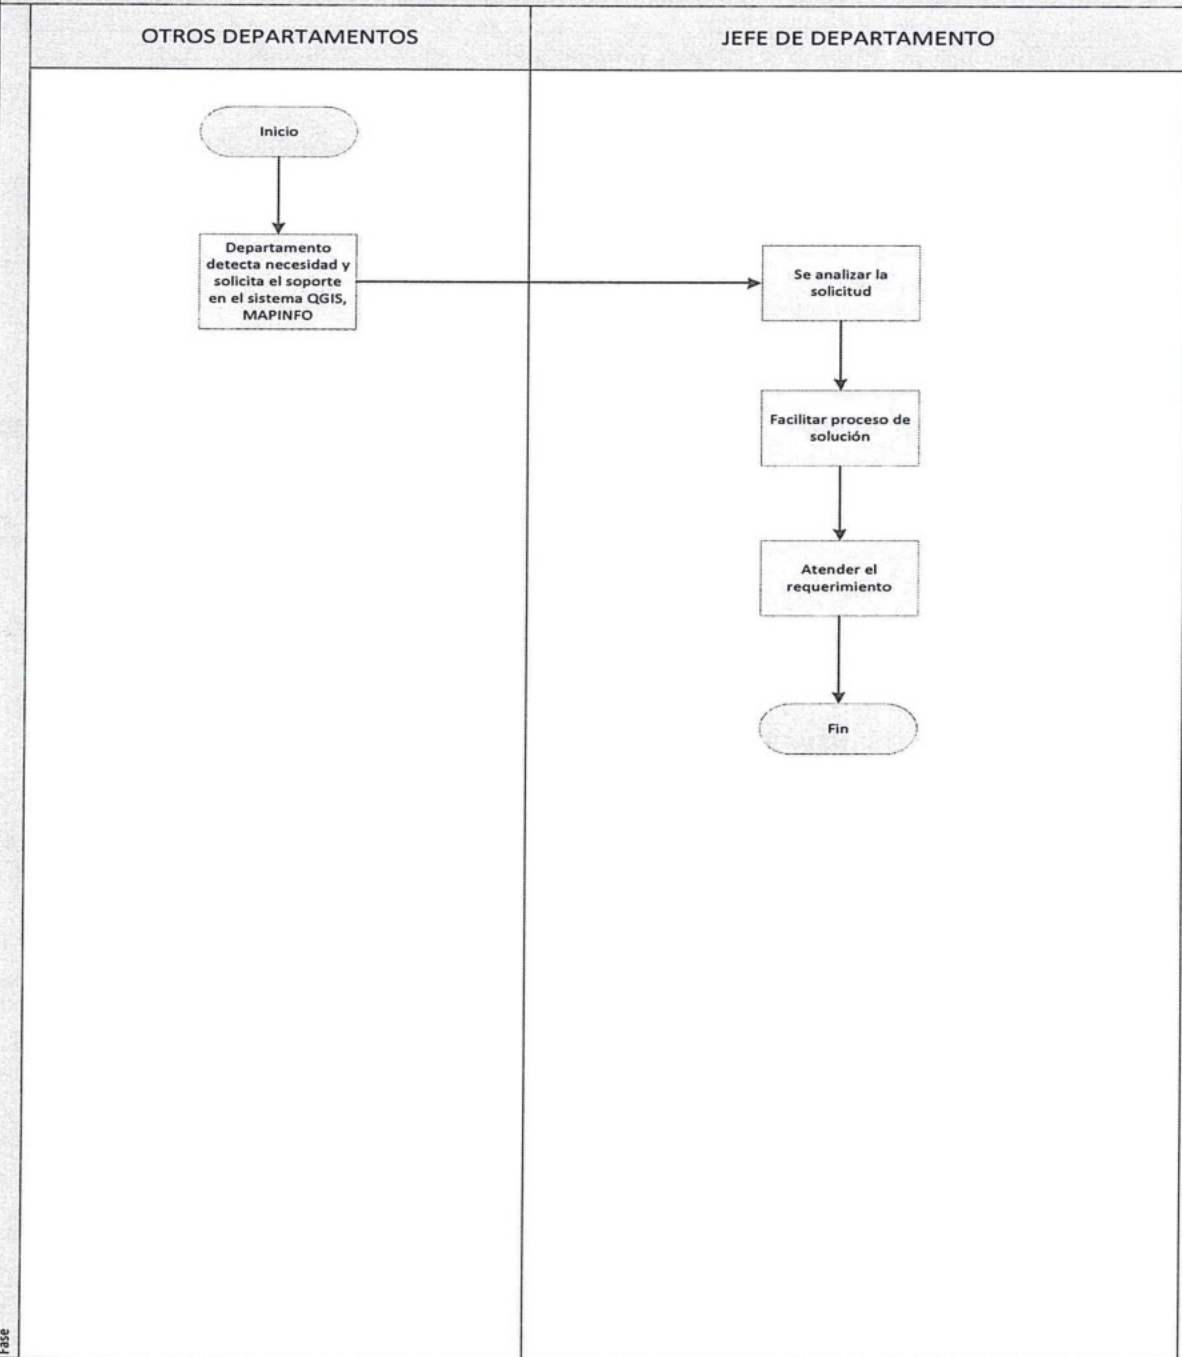 OTROS DEPARTAMENTOS
JEFE DE DEPARTAMENTO
Inicio
Departamento
detecta necesidad y
solicita el soporte
en el sistema QGIS,
MAPINFO
Se analizar la
solicitud
Facilitar proceso de
solución
Atender el
requerimiento
Fin
Fase